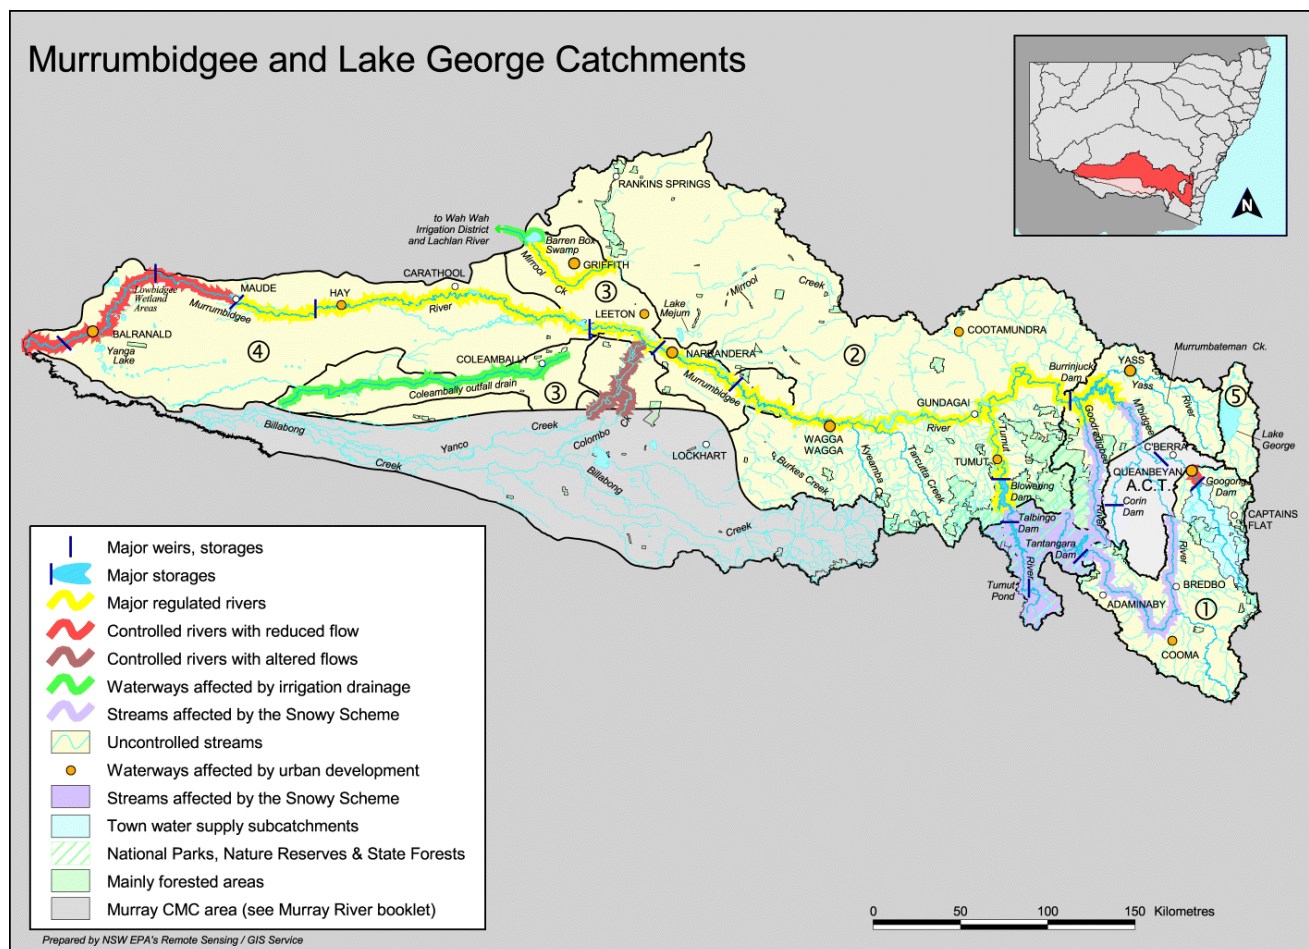 Murrumbidgee and Lake George Catchments
N
RANKINS SPRINGS
to Wah Wah
Irrigation District
and Lachlan River
Barren Box
Swamp
GRIFFITH
Mirrool
Ck
3
CARATHOOL
MAUDE
HAY
Lowbidgee
Wetland
Areas
Murrumbidgee
River
LEETON
Lake
Mejum
Mirrool
Creek
BALRANALD
Yanga
Lake
4
COLEAMBALLY
Coleambally outfall drain
3
NARRANDERA
Murrumbidgee
2
COOTAMUNDRA
Murrumbateman Ck.
YASS
Yass
River
Burrinjuck
Dam
5
Lake
George
GUNDAGAI
River
WAGGA
WAGGA
Billabong
Creek
Yanco
Creek
Colombo
Ck
Billabong
Creek
LOCKHART
Burkes Creek
Kyeamba Ck
Tarcutta Creek
TUMUT
Tumut
Blowering
Dam
Talbingo
Dam
Tantangara
Dam
River
Tumut
Pond
Goodradigbee
River
M'bidgee
C'BERRA
QUEANBEYAN
A.C.T.
Googong
Dam
Corin
Dam
CAPTAINS
FLAT
River
BREDBO
ADAMINABY
1
COOMA
Major weirs, storages
Major storages
Major regulated rivers
Controlled rivers with reduced flow
Controlled rivers with altered flows
Waterways affected by irrigation drainage
Streams affected by the Snowy Scheme
Uncontrolled streams
Waterways affected by urban development
Streams affected by the Snowy Scheme
Town water supply subcatchments
National Parks, Nature Reserves & State Forests
Mainly forested areas
Murray CMC area (see Murray River booklet)
0 50 100 150 Kilometres
Prepared by NSW EPA's Remote Sensing / GIS Service